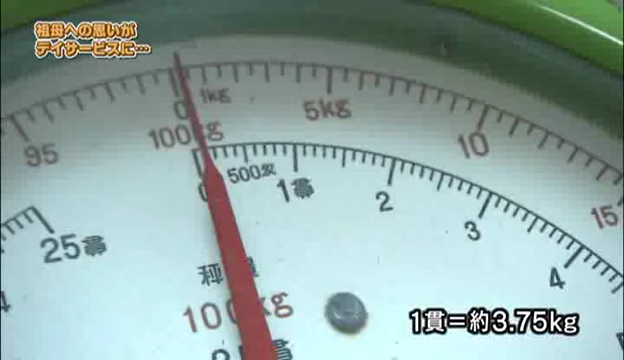 祖母への思いが
デイサービスに…
0
1kg
5kg
10
15
95
100kg
0
500匁
1貫
2
3
4
25貫
秤量
100kg
1貫=約3.75kg